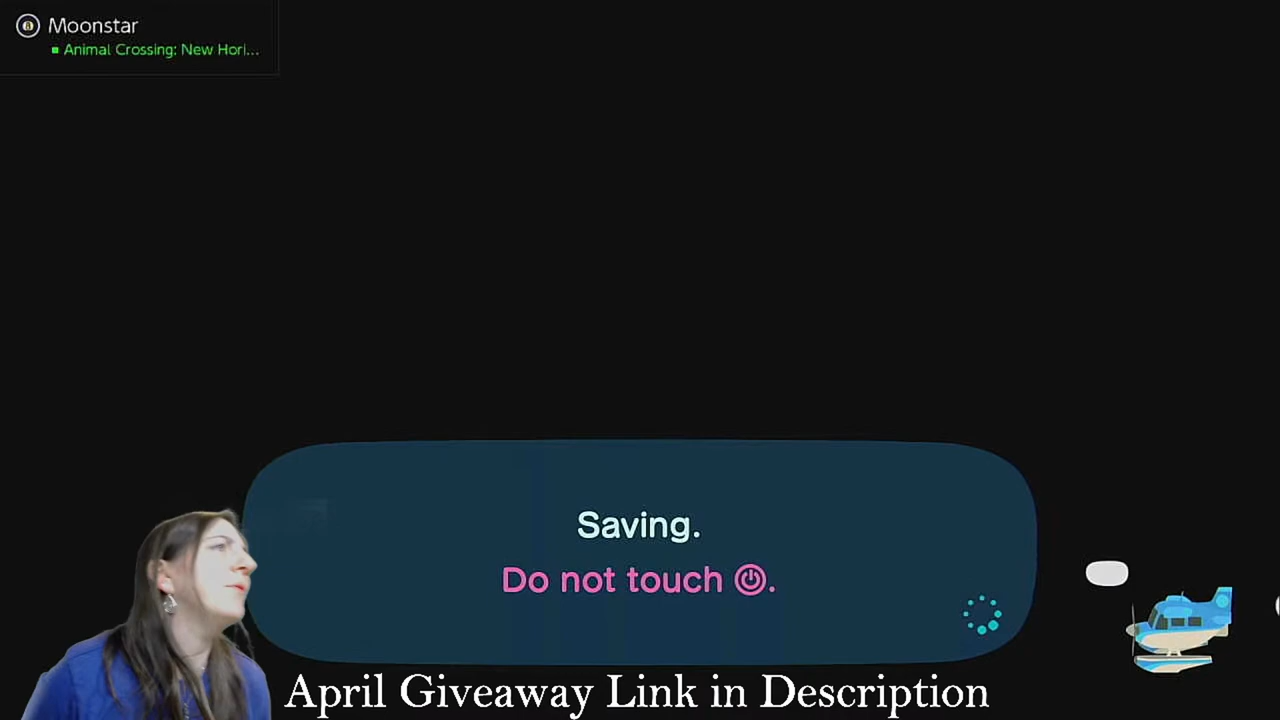 Moonstar
Animal Crossing: New Hori...
Saving.
Do not touch ⏻.
April Giveaway Link in Description